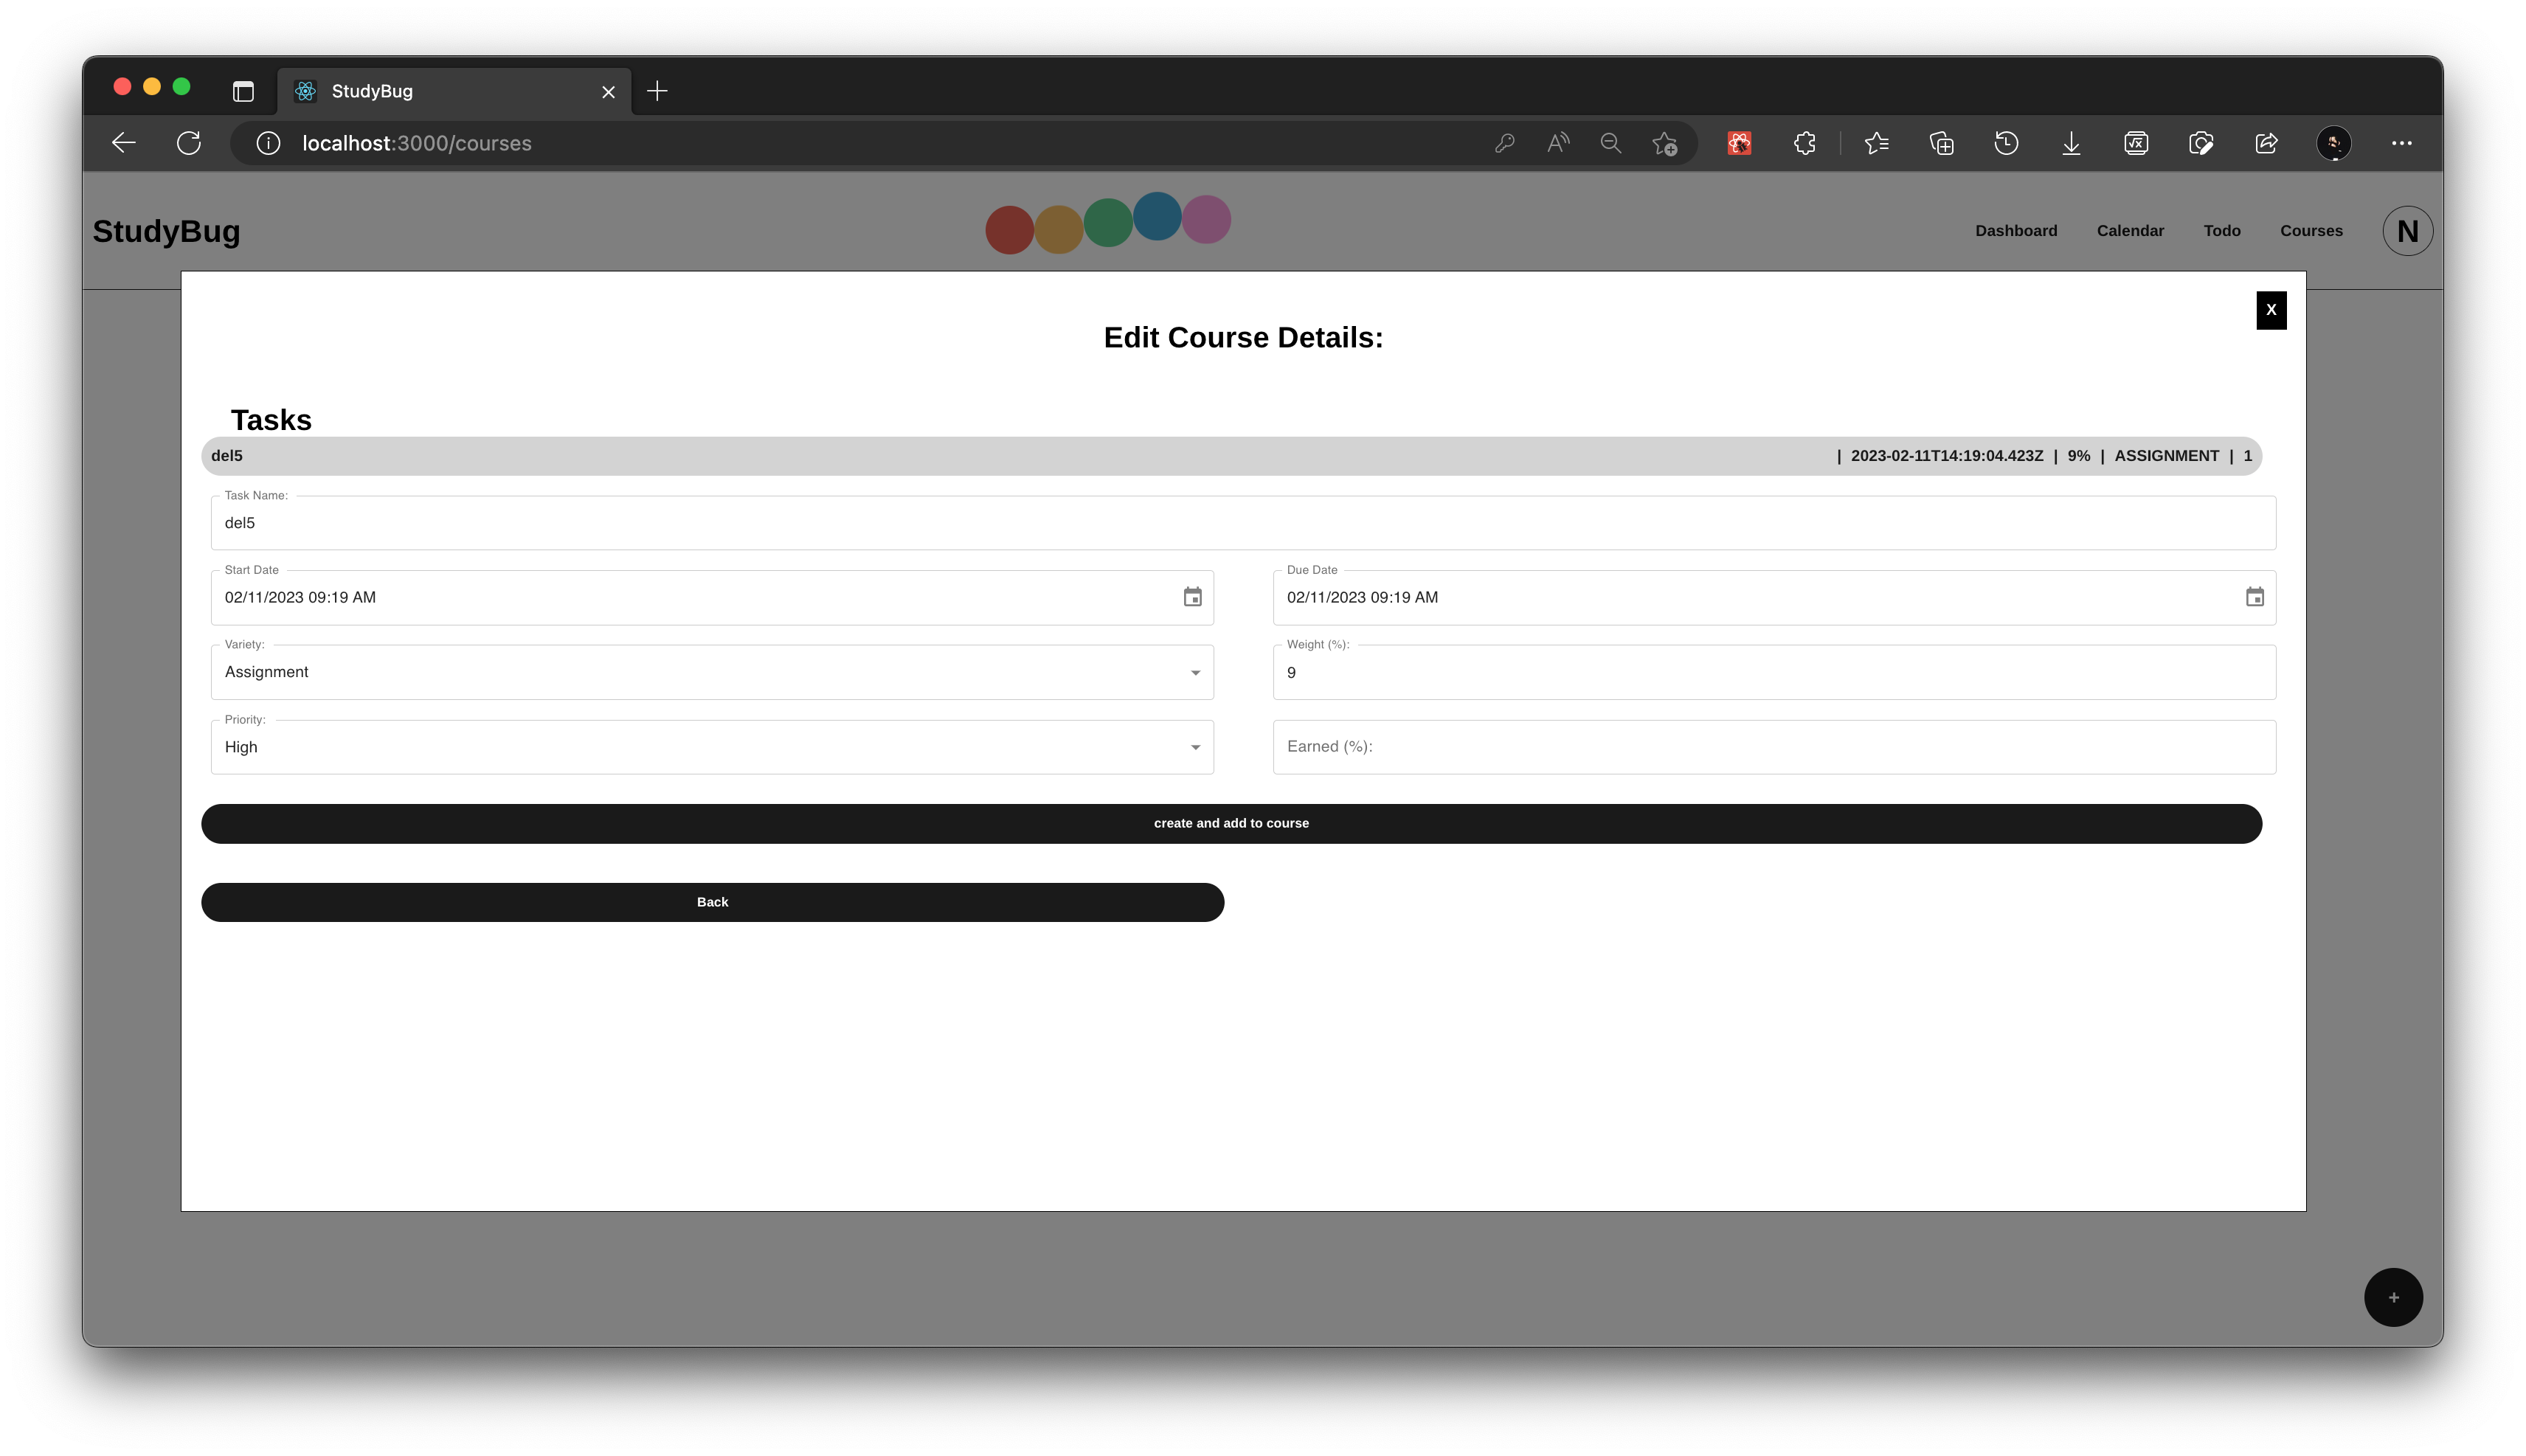 StudyBug
localhost:3000/courses
StudyBug
Dashboard Calendar Todo Courses N
X
Edit Course Details:
Tasks
del5 | 2023-02-11T14:19:04.423Z | 9% | ASSIGNMENT | 1
Task Name:
del5
Start Date Due Date
02/11/2023 09:19 AM 02/11/2023 09:19 AM
Variety: Weight (%):
Assignment 9
Priority:
High Earned (%):
create and add to course
Back
+